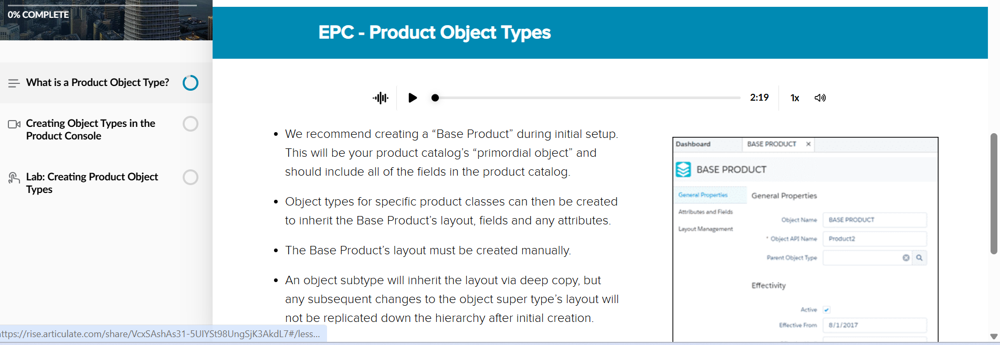 0% COMPLETE
What is a Product Object Type?
Creating Object Types in the
Product Console
Lab: Creating Product Object
Types
EPC - Product Object Types
2:19
1x
• We recommend creating a “Base Product” during initial setup.
This will be your product catalog’s “primordial object” and
should include all of the fields in the product catalog.
• Object types for specific product classes can then be created
to inherit the Base Product’s layout, fields and any attributes.
• The Base Product’s layout must be created manually.
• An object subtype will inherit the layout via deep copy, but
any subsequent changes to the object super type’s layout will
not be replicated down the hierarchy after initial creation.
Dashboard
BASE PRODUCT ×
BASE PRODUCT
General Properties
Attributes and Fields
Layout Management
General Properties
Object Name BASE PRODUCT
* Object API Name Product2
Parent Object Type
Effectivity
Active
Effective From 8/1/2017
ttps://rise.articulate.com/share/VcxSAshAs31-5UIYSt98UngSjK3AkdL7#/less...